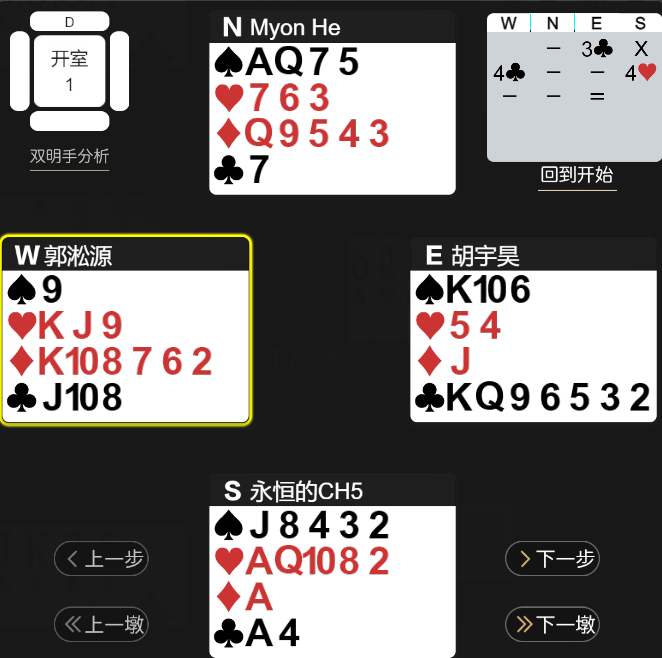 D
开室
1
双明手分析
N Myon He
♠AQ75
♥763
♦Q9543
♣7
W N E S
– 3♣ X
4♣ – – 4♥
– – =
回到开始
W 郭淞源
♠9
♥KJ9
♦K108762
♣J108
E 胡宇昊
♠K106
♥54
♦J
♣KQ96532
S 永恒的CH5
♠J8432
♥AQ1082
♦A
♣A4
上一步
下一步
上一墩
下一墩